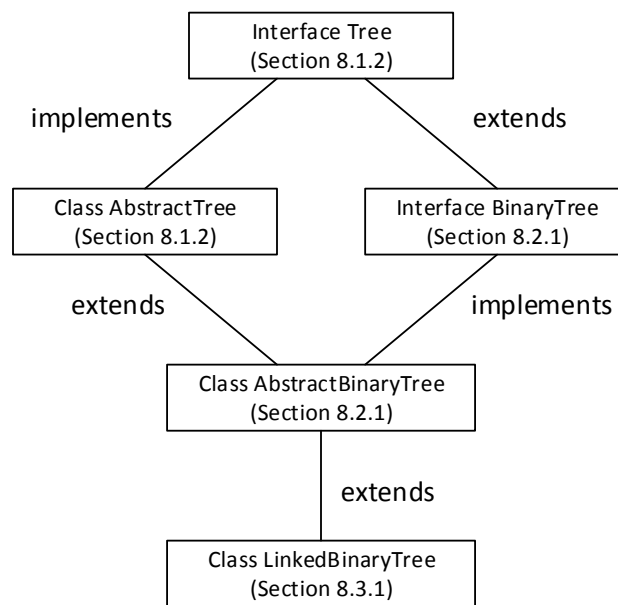 Interface Tree
(Section 8.1.2)
implements
extends
Class AbstractTree
(Section 8.1.2)
Interface BinaryTree
(Section 8.2.1)
extends
implements
Class AbstractBinaryTree
(Section 8.2.1)
extends
Class LinkedBinaryTree
(Section 8.3.1)